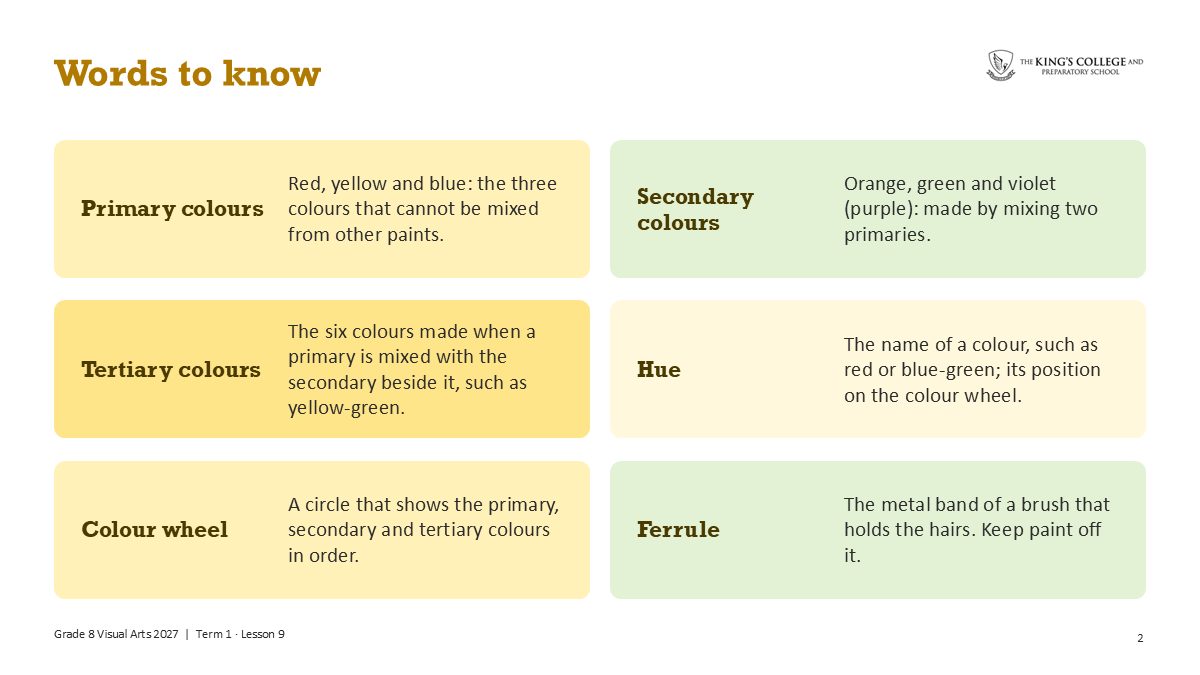 Words to know
THE KING'S COLLEGE AND
PREPARATORY SCHOOL
Primary colours
Red, yellow and blue: the three
colours that cannot be mixed
from other paints.
Secondary
colours
Orange, green and violet
(purple): made by mixing two
primaries.
Tertiary colours
The six colours made when a
primary is mixed with the
secondary beside it, such as
yellow-green.
Hue
The name of a colour, such as
red or blue-green; its position
on the colour wheel.
Colour wheel
A circle that shows the primary,
secondary and tertiary colours
in order.
Ferrule
The metal band of a brush that
holds the hairs. Keep paint off
it.
Grade 8 Visual Arts 2027 | Term 1 · Lesson 9
2